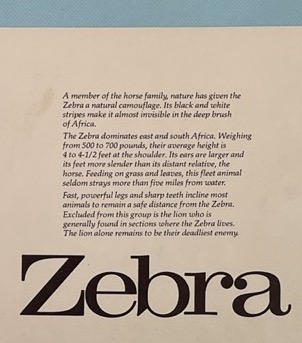 A member of the horse family, nature has given the
Zebra a natural camouflage. Its black and white
stripes make it almost invisible in the deep brush
of Africa.
The Zebra dominates east and south Africa. Weighing
from 500 to 700 pounds, their average height is
4 to 4-1/2 feet at the shoulder. Its ears are larger and
its feet more slender than its distant relative, the
horse. Feeding on grass and leaves, this fleet animal
seldom strays more than five miles from water.
Fast, powerful legs and sharp teeth incline most
animals to remain a safe distance from the Zebra.
Excluded from this group is the lion who is
generally found in sections where the Zebra lives.
The lion alone remains to be their deadliest enemy.
Zebra